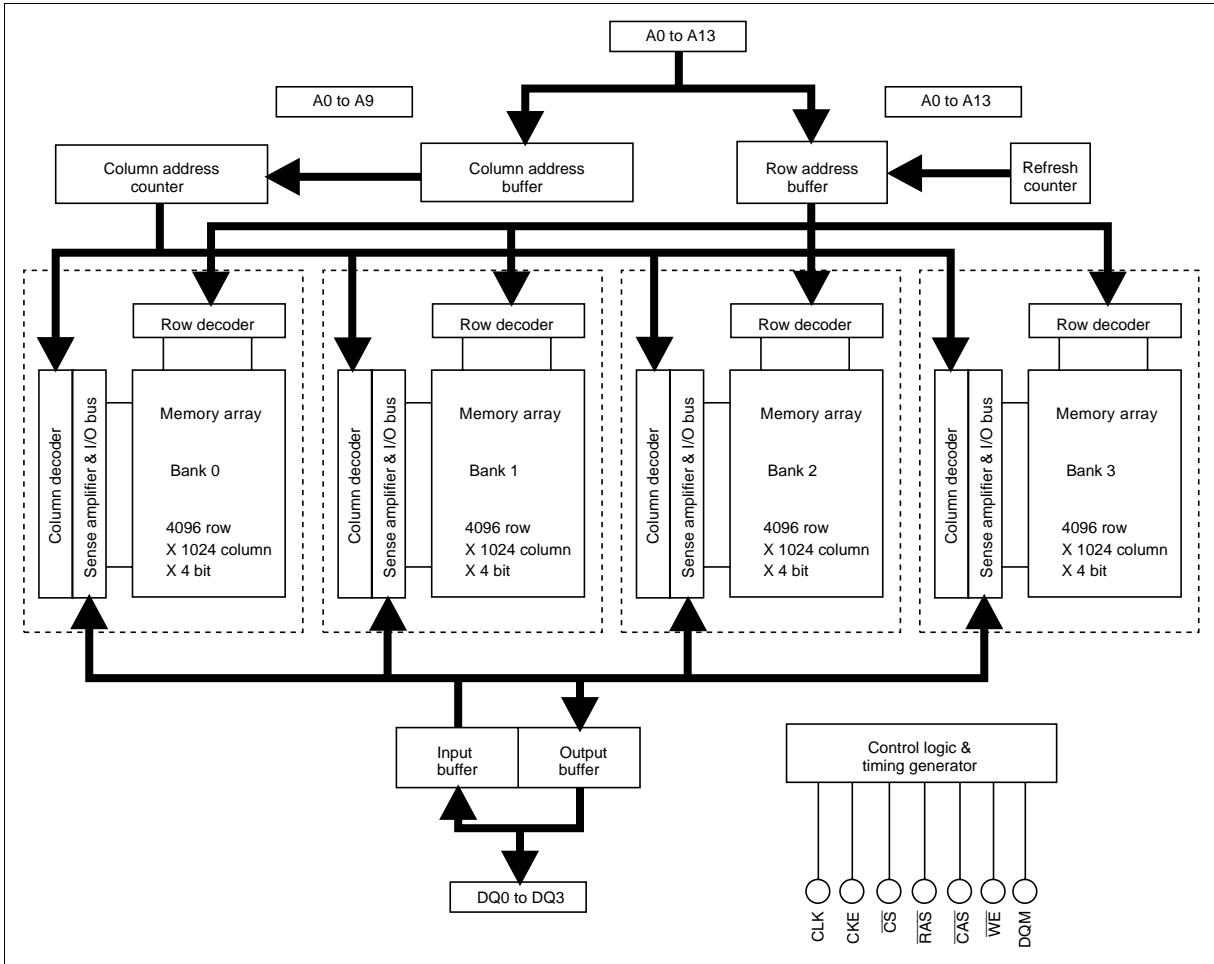 A0 to A13
A0 to A9
A0 to A13
Column address
counter
Column address
buffer
Row address
buffer
Refresh
counter
Row decoder
Row decoder
Row decoder
Row decoder
Column decoder
Sense amplifier & I/O bus
Memory array
Bank 0
4096 row
X 1024 column
X 4 bit
Column decoder
Sense amplifier & I/O bus
Memory array
Bank 1
4096 row
X 1024 column
X 4 bit
Column decoder
Sense amplifier & I/O bus
Memory array
Bank 2
4096 row
X 1024 column
X 4 bit
Column decoder
Sense amplifier & I/O bus
Memory array
Bank 3
4096 row
X 1024 column
X 4 bit
Input
buffer
Output
buffer
Control logic &
timing generator
DQ0 to DQ3
CLK
CKE
C̅S̅
R̅A̅S̅
C̅A̅S̅
W̅E̅
DQM